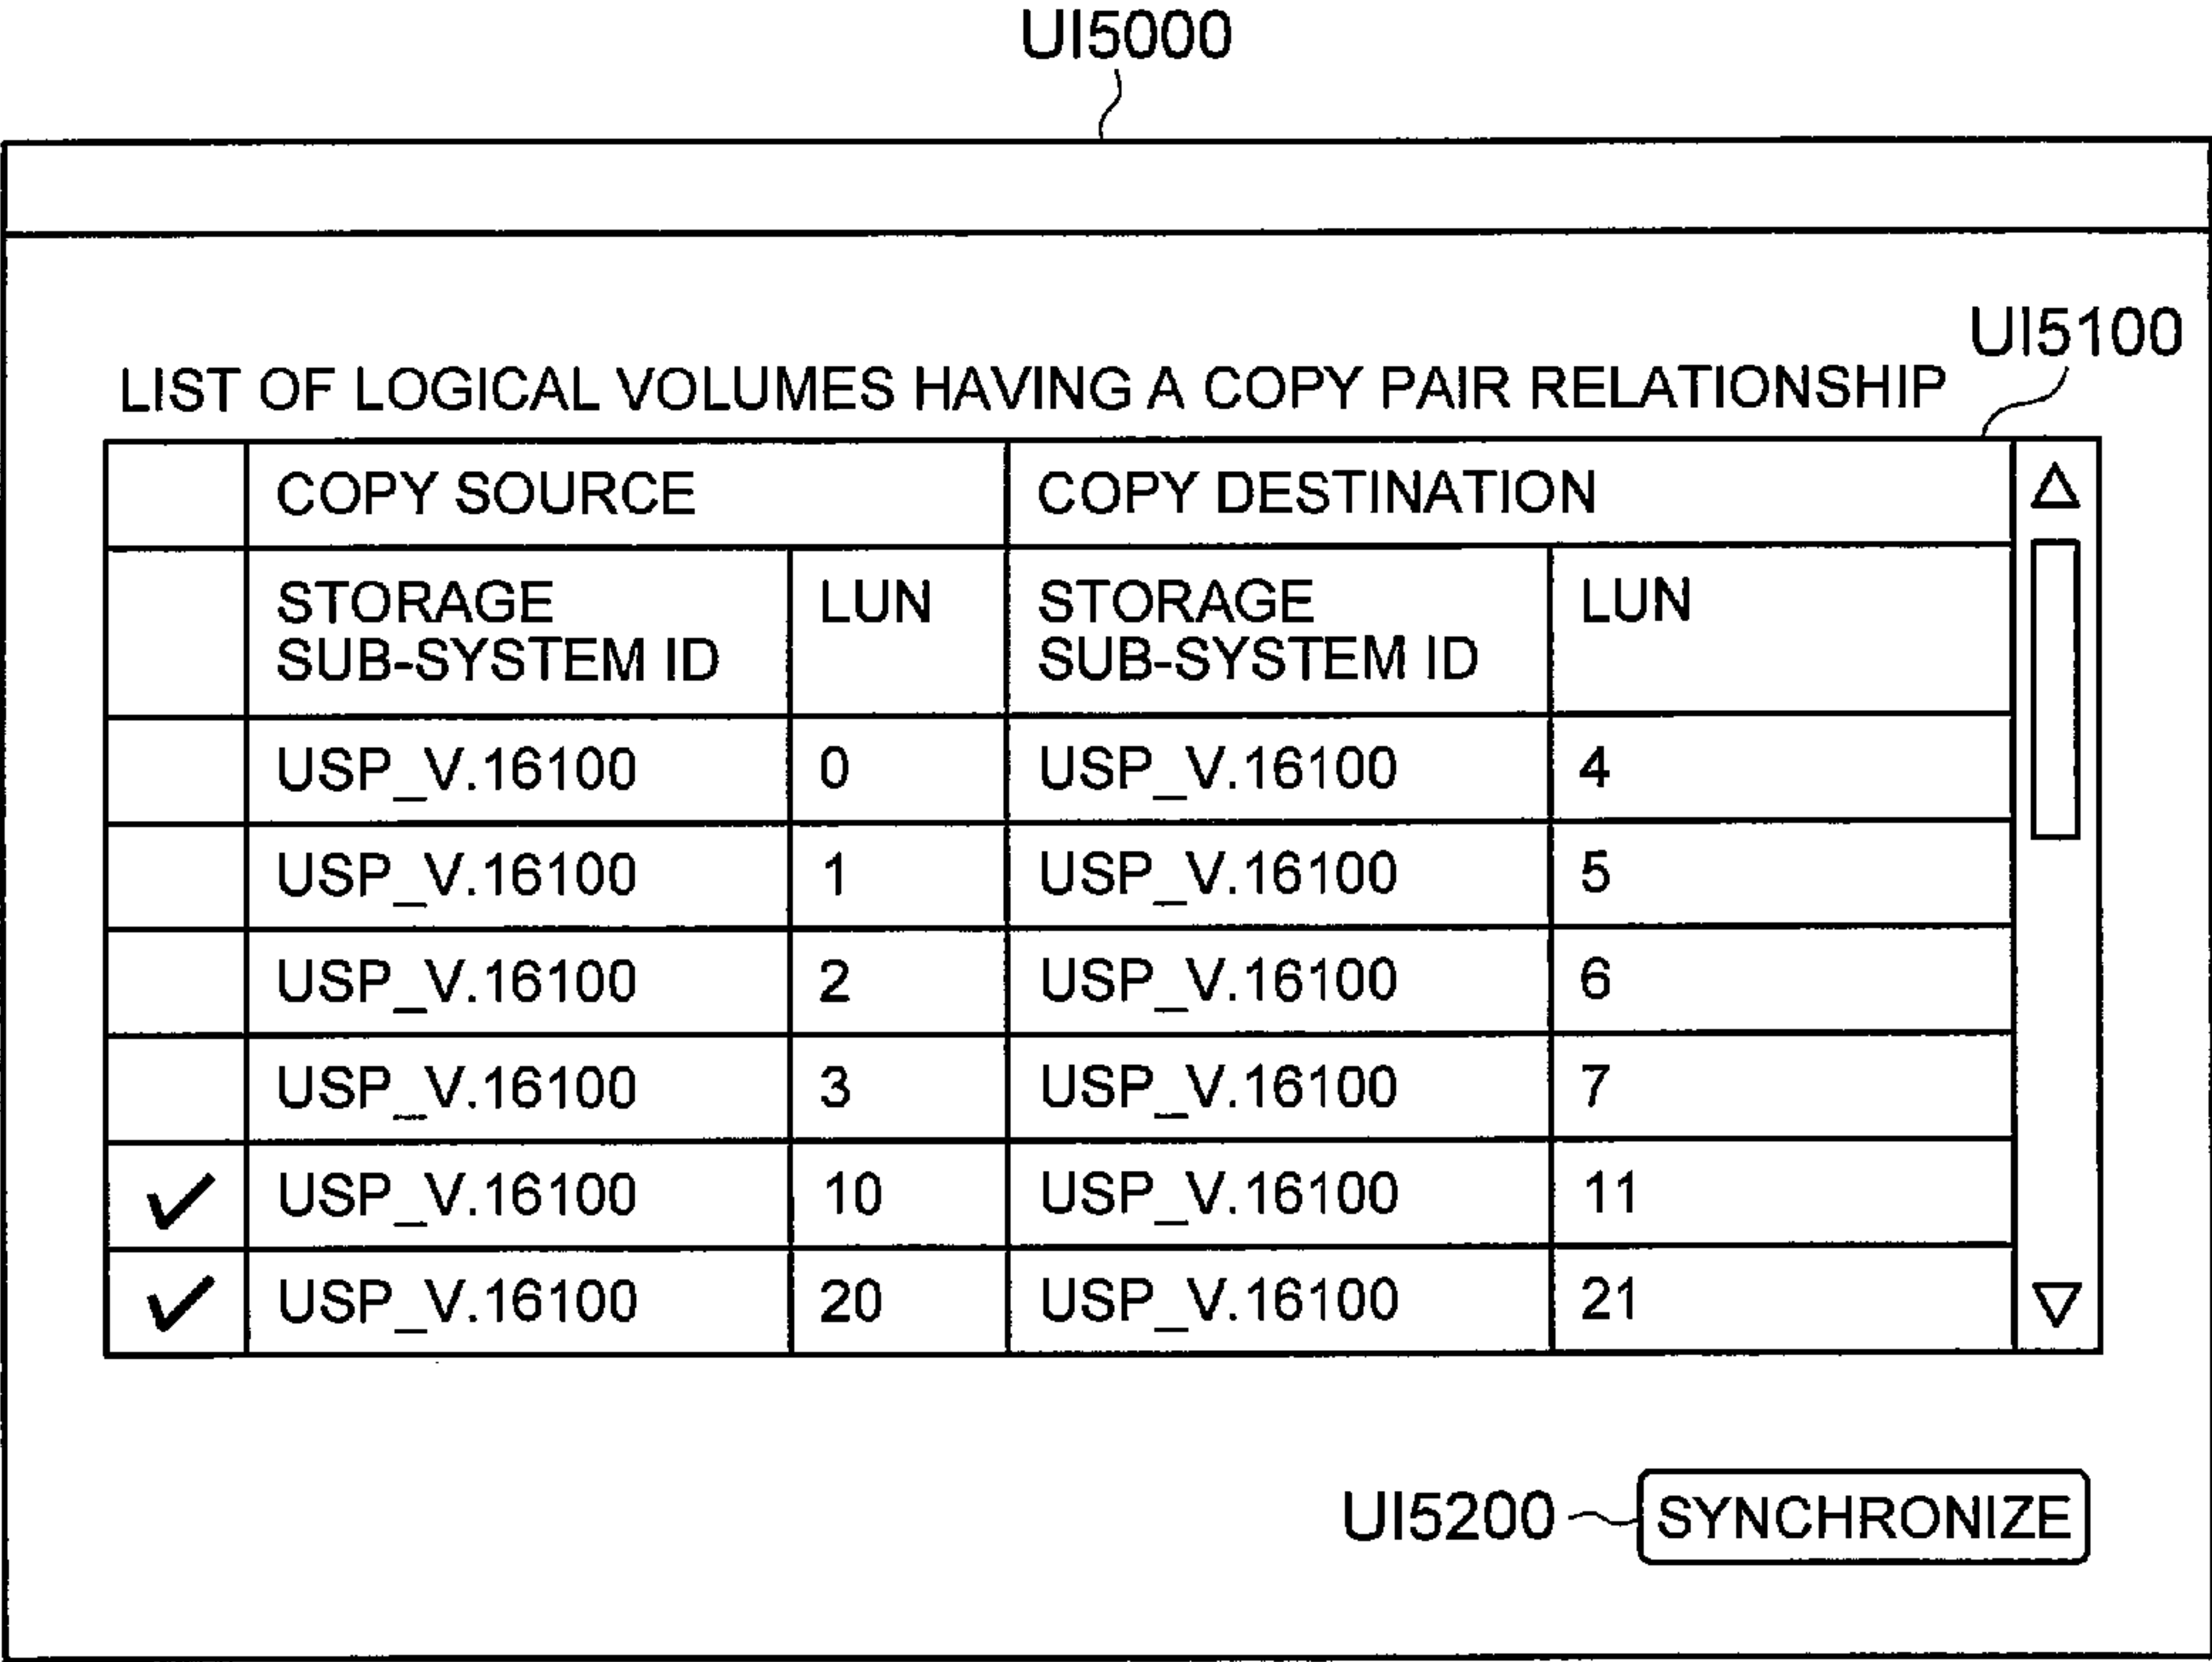 UI5000
UI5100
LIST OF LOGICAL VOLUMES HAVING A COPY PAIR RELATIONSHIP
COPY SOURCE COPY DESTINATION
STORAGE SUB-SYSTEM ID LUN STORAGE SUB-SYSTEM ID LUN
USP_V.16100 0 USP_V.16100 4
USP_V.16100 1 USP_V.16100 5
USP_V.16100 2 USP_V.16100 6
USP_V.16100 3 USP_V.16100 7
✓ USP_V.16100 10 USP_V.16100 11
✓ USP_V.16100 20 USP_V.16100 21
UI5200 SYNCHRONIZE